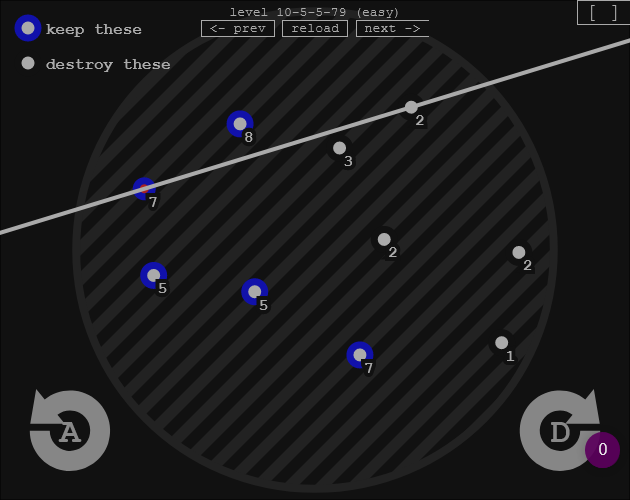 level 10-5-5-79 (easy)
[ ]
<- prev
reload
next ->
keep these
destroy these
2
8
3
7
2
2
5
5
1
7
A
D
0